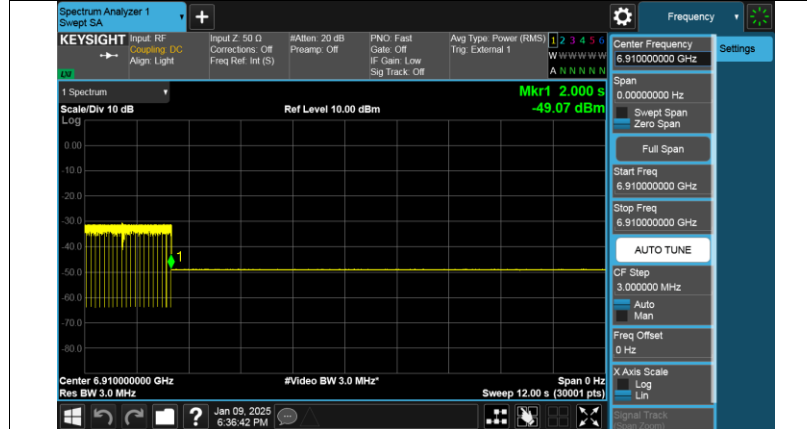 Spectrum Analyzer 1
Swept SA
Frequency
KEYSIGHT
Input: RF
Coupling: DC
Align: Light
Input Z: 50 Ω
Corrections: Off
Freq Ref: Int (S)
#Atten: 20 dB
Preamp: Off
PNO: Fast
Gate: Off
IF Gain: Low
Sig Track: Off
Avg Type: Power (RMS)
Trig: External 1
1 2 3 4 5 6
W W W W W W
A N N N N N
Center Frequency
6.910000000 GHz
Settings
Span
0.00000000 Hz
Swept Span
Zero Span
Full Span
Start Freq
6.910000000 GHz
Stop Freq
6.910000000 GHz
AUTO TUNE
CF Step
3.000000 MHz
Auto
Man
Freq Offset
0 Hz
X Axis Scale
Log
Lin
Signal Track
(Span Zoom)
1 Spectrum
Scale/Div 10 dB
Ref Level 10.00 dBm
Mkr1 2.000 s
-49.07 dBm
Log
0.00
-10.0
-20.0
-30.0
-40.0
-50.0
-60.0
-70.0
-80.0
1
Center 6.910000000 GHz
#Video BW 3.0 MHz*
Span 0 Hz
Res BW 3.0 MHz
Sweep 12.00 s (30001 pts)
Jan 09, 2025
6:36:42 PM